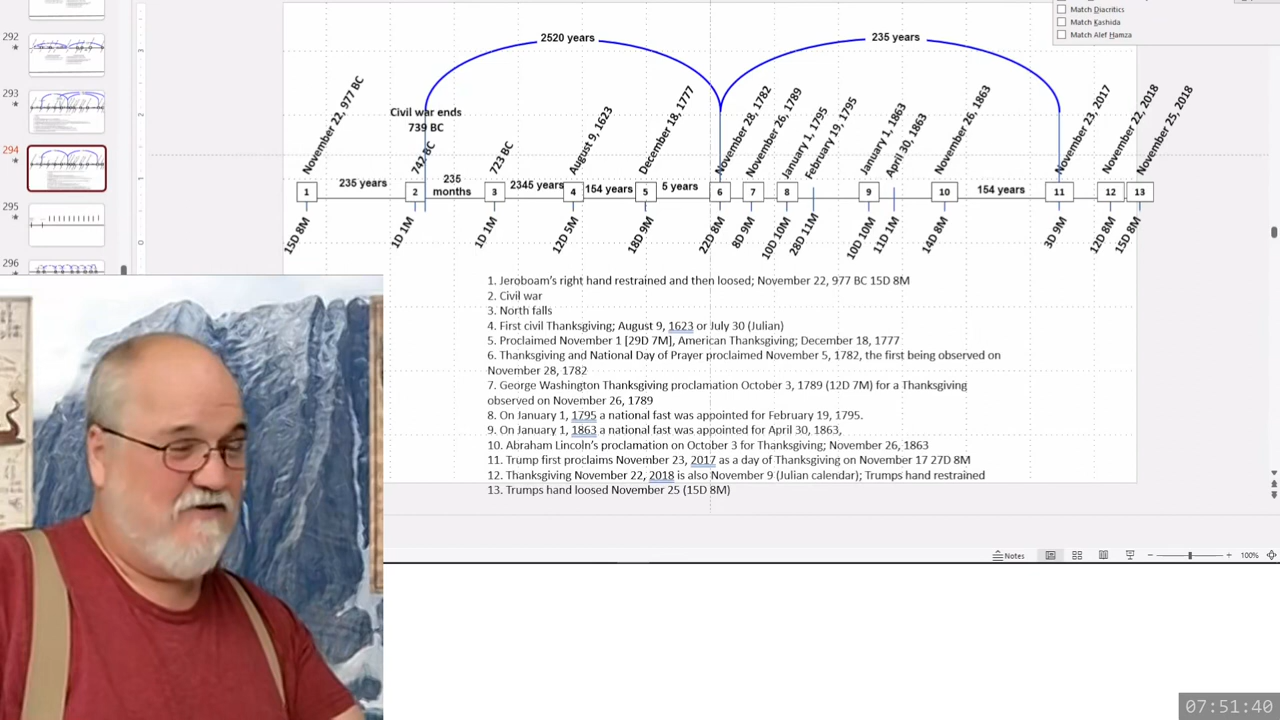 Match Diacritics
Match Kashida
Match Alef Hamza
292
293
294
295
296
3
2
1
0
2520 years
235 years
Civil war ends
739 BC
November 22, 977 BC
742 BC
723 BC
August 9, 1623
December 18, 1777
November 28, 1782
November 26, 1789
January 1, 1795
February 19, 1795
January 1, 1863
April 30, 1863
November 26, 1863
November 23, 2017
November 22, 2018
November 25, 2018
1 235 years 2 235 months 3 2345 years 4 154 years 5 5 years 6 7 8 9 10 154 years 11 12 13
15D 8M
1D 1M
1D 1M
12D 5M
18D 9M
22D 8M
8D 9M
10D 10M
28D 11M
10D 10M
11D 1M
14D 8M
3D 9M
12D 8M
15D 8M
1. Jeroboam's right hand restrained and then loosed; November 22, 977 BC 15D 8M
2. Civil war
3. North falls
4. First civil Thanksgiving; August 9, 1623 or July 30 (Julian)
5. Proclaimed November 1 [29D 7M], American Thanksgiving; December 18, 1777
6. Thanksgiving and National Day of Prayer proclaimed November 5, 1782, the first being observed on
November 28, 1782
7. George Washington Thanksgiving proclamation October 3, 1789 (12D 7M) for a Thanksgiving
observed on November 26, 1789
8. On January 1, 1795 a national fast was appointed for February 19, 1795.
9. On January 1, 1863 a national fast was appointed for April 30, 1863,
10. Abraham Lincoln's proclamation on October 3 for Thanksgiving; November 26, 1863
11. Trump first proclaims November 23, 2017 as a day of Thanksgiving on November 17 27D 8M
12. Thanksgiving November 22, 2018 is also November 9 (Julian calendar); Trumps hand restrained
13. Trumps hand loosed November 25 (15D 8M)
Notes
100%
07:51:40